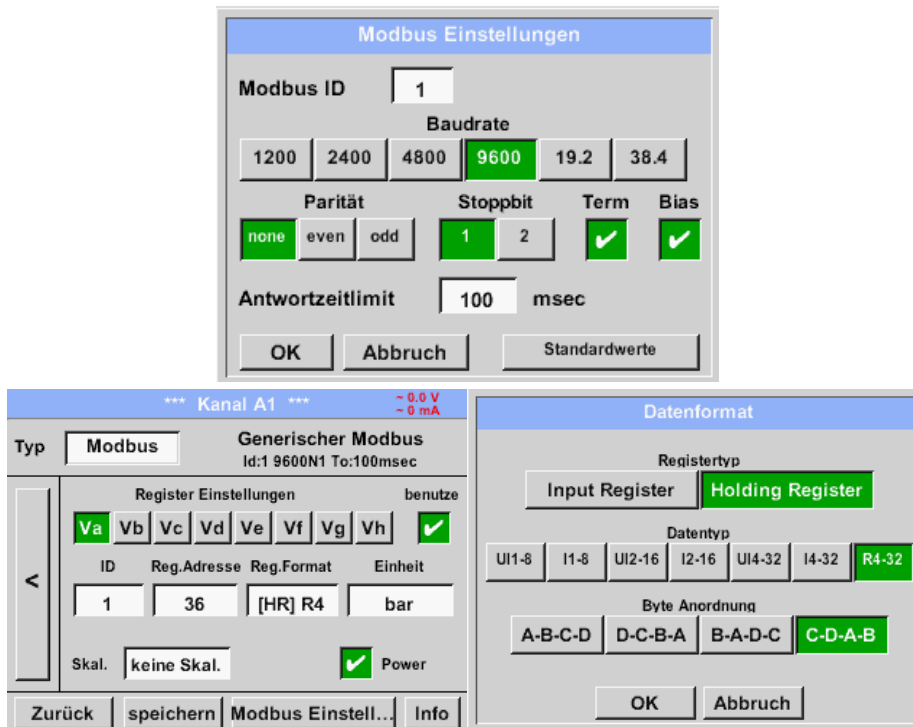 Modbus Einstellungen
Modbus ID 1
Baudrate
1200 2400 4800 9600 19.2 38.4
Parität Stoppbit Term Bias
none even odd 1 2
Antwortzeitlimit 100 msec
OK Abbruch Standardwerte
*** Kanal A1 *** ~ 0.0 V
~ 0 mA
Typ Modbus Generischer Modbus
Id:1 9600N1 To:100msec
Register Einstellungen benutze
Va Vb Vc Vd Ve Vf Vg Vh
<
ID Reg.Adresse Reg.Format Einheit
1 36 [HR] R4 bar
Skal. keine Skal. Power
Zurück speichern Modbus Einstell... Info
Datenformat
Registertyp
Input Register Holding Register
Datentyp
UI1-8 I1-8 UI2-16 I2-16 UI4-32 I4-32 R4-32
Byte Anordnung
A-B-C-D D-C-B-A B-A-D-C C-D-A-B
OK Abbruch